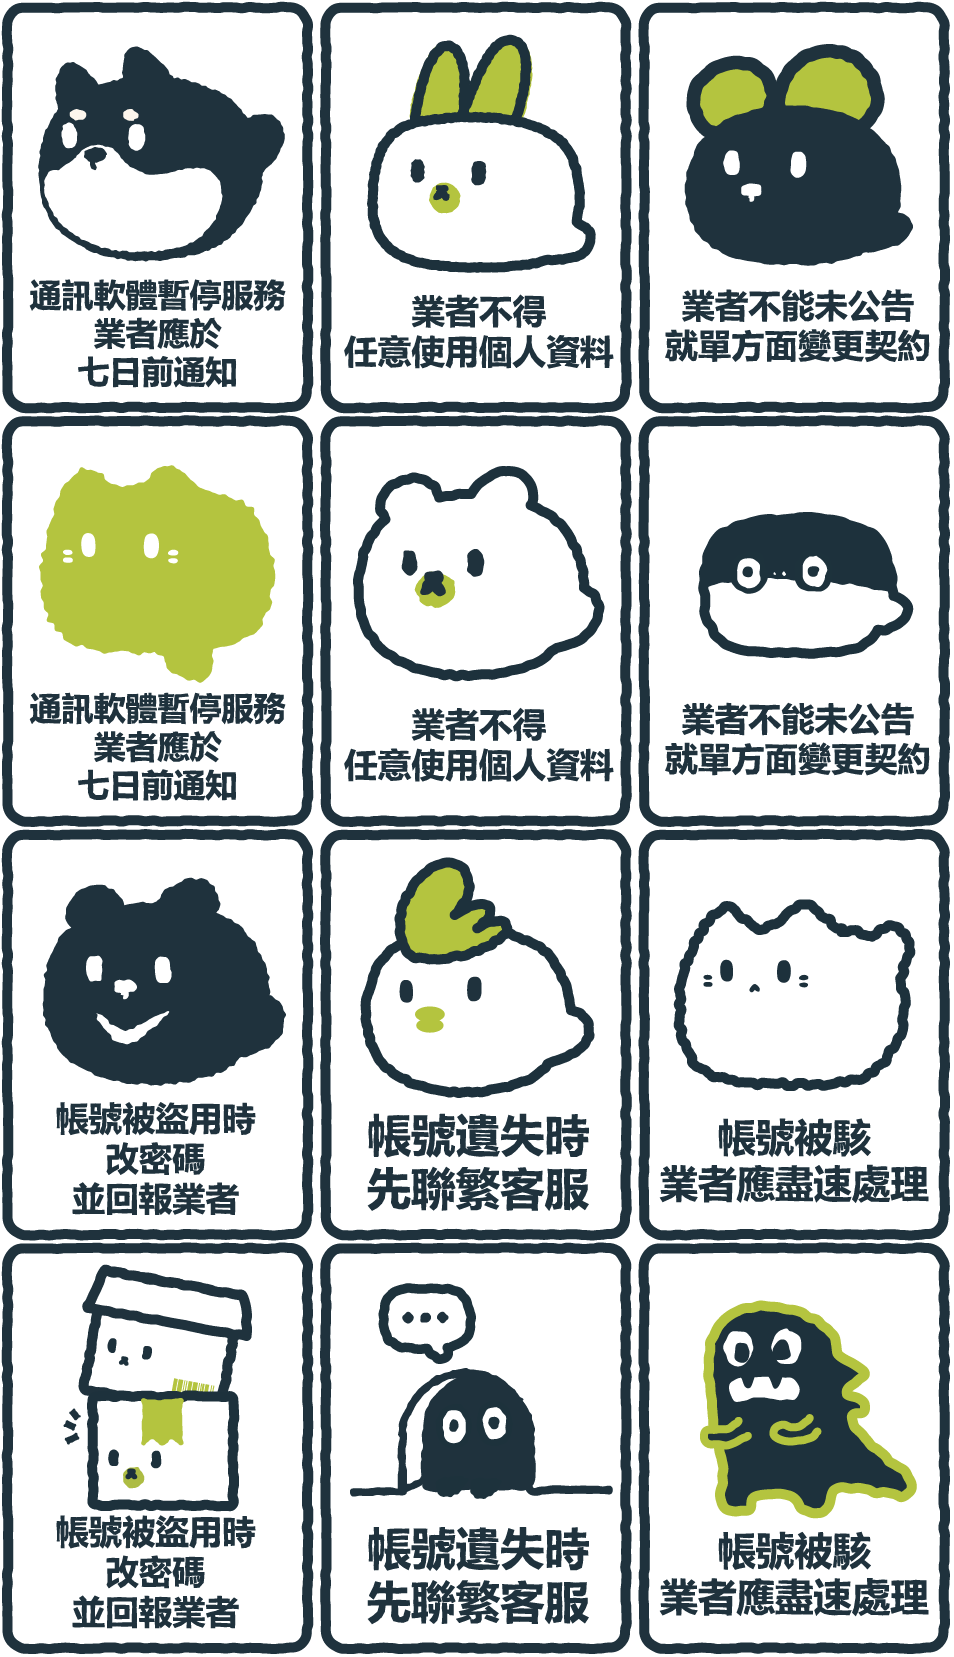 通訊軟體暫停服務
業者應於
七日前通知
業者不得
任意使用個人資料
業者不能未公告
就單方面變更契約
通訊軟體暫停服務
業者應於
七日前通知
業者不得
任意使用個人資料
業者不能未公告
就單方面變更契約
帳號被盜用時
改密碼
並回報業者
帳號遺失時
先聯繁客服
帳號被駭
業者應盡速處理
帳號被盜用時
改密碼
並回報業者
帳號遺失時
先聯繁客服
帳號被駭
業者應盡速處理